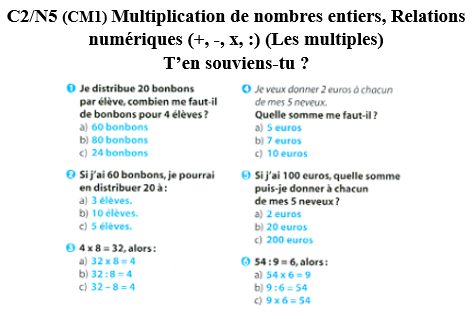 C2/N5 (CM1) Multiplication de nombres entiers, Relations
numériques (+, -, x, :) (Les multiples)
T'en souviens-tu ?
1 Je distribue 20 bonbons
par élève, combien me faut-il
de bonbons pour 4 élèves ?
a) 60 bonbons
b) 80 bonbons
c) 24 bonbons
2 Si j'ai 60 bonbons, je pourrai
en distribuer 20 à :
a) 3 élèves.
b) 10 élèves.
c) 5 élèves.
3 4 x 8 = 32, alors :
a) 32 x 8 = 4
b) 32 : 8 = 4
c) 32 – 8 = 4
4 Je veux donner 2 euros à chacun
de mes 5 neveux.
Quelle somme me faut-il ?
a) 5 euros
b) 7 euros
c) 10 euros
5 Si j'ai 100 euros, quelle somme
puis-je donner à chacun
de mes 5 neveux ?
a) 2 euros
b) 20 euros
c) 200 euros
6 54 : 9 = 6, alors :
a) 54 x 6 = 9
b) 9 : 6 = 54
c) 9 x 6 = 54